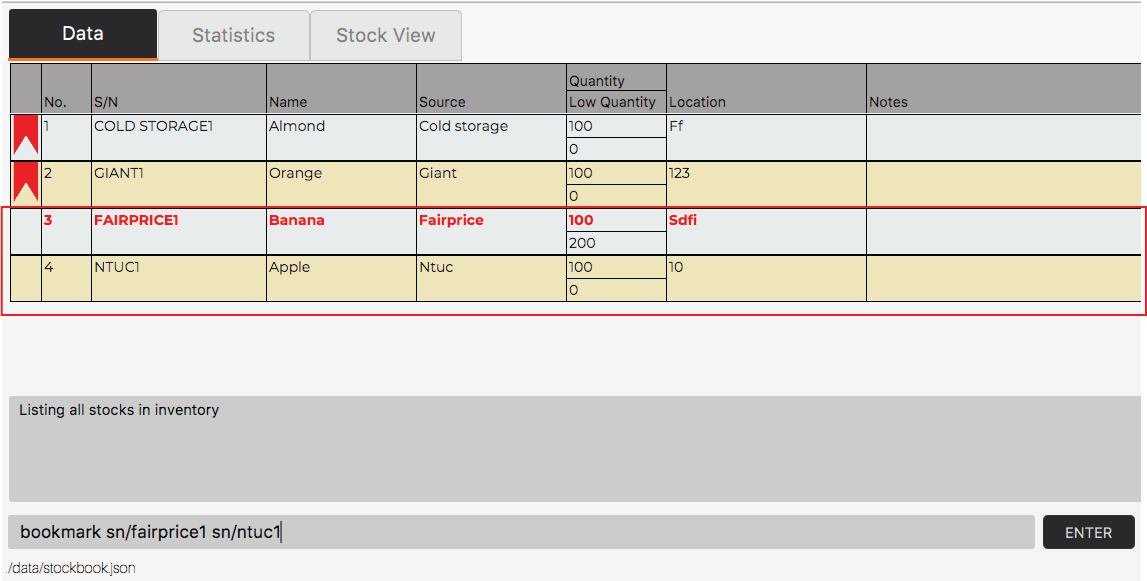 Data Statistics Stock View
Quantity
No. S/N Name Source Low Quantity Location Notes
1 COLD STORAGE1 Almond Cold storage 100 Ff
0
2 GIANT1 Orange Giant 100 123
0
3 FAIRPRICE1 Banana Fairprice 100 Sdfi
200
4 NTUC1 Apple Ntuc 100 10
0
Listing all stocks in inventory
bookmark sn/fairprice1 sn/ntuc1 ENTER
./data/stockbook.json